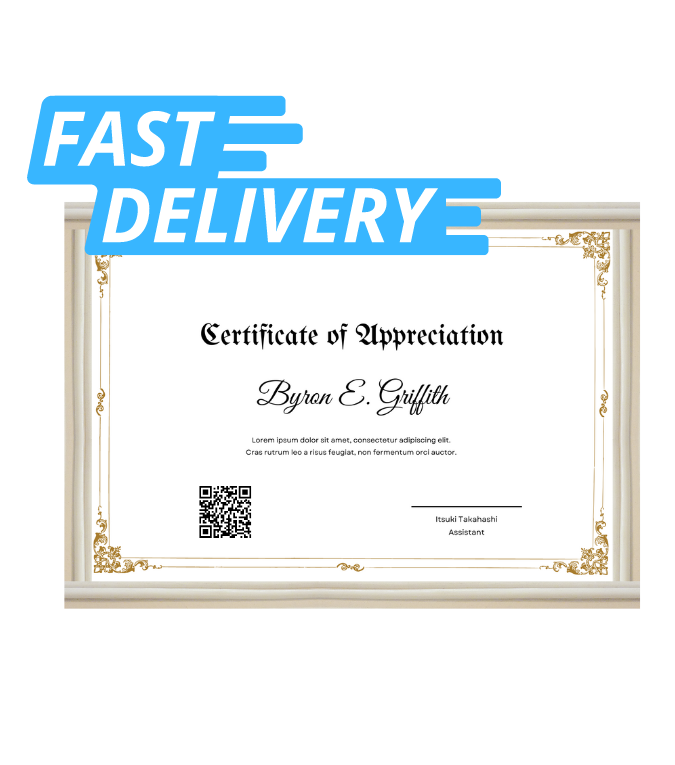 FAST
DELIVERY
Certificate of Appreciation
Byron E. Griffith
Lorem ipsum dolor sit amet, consectetur adipiscing elit.
Cras rutrum leo a risus feugiat, non fermentum orci auctor.
Itsuki Takahashi
Assistant